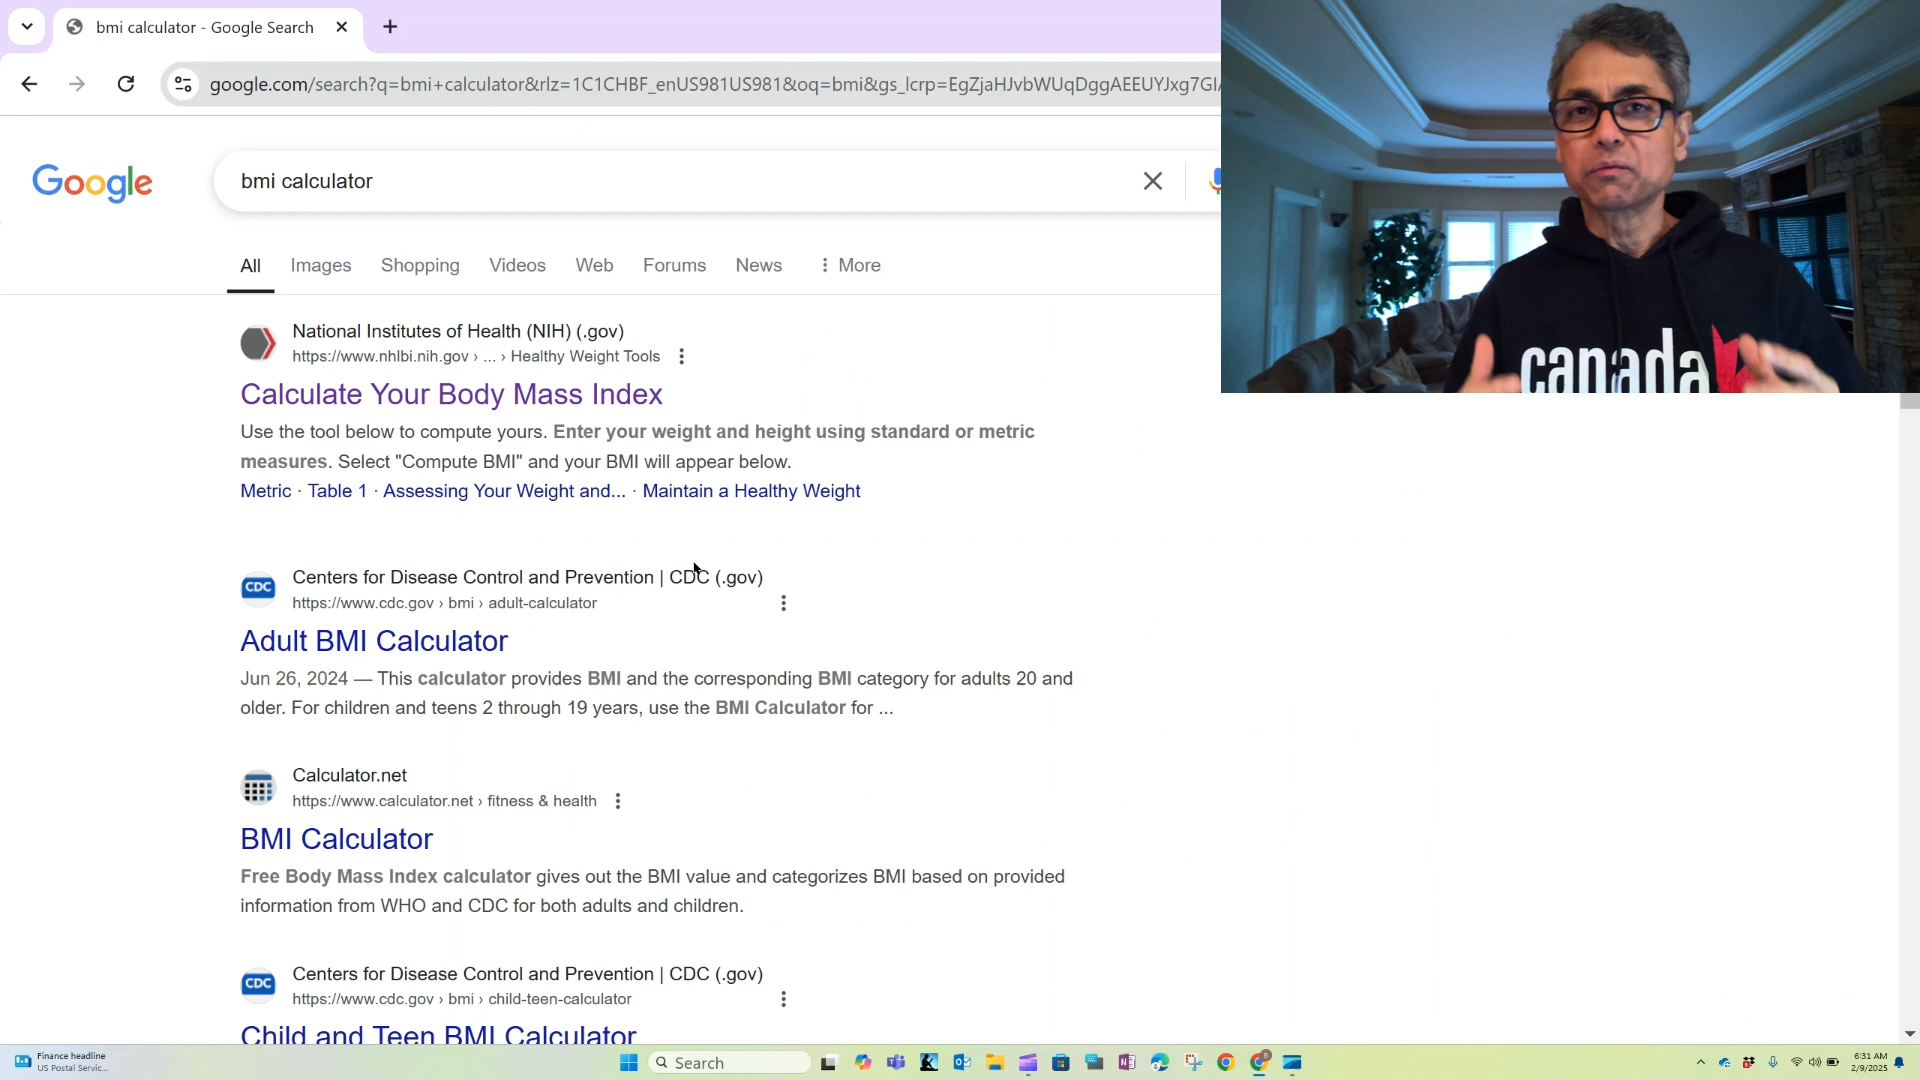 bmi calculator - Google Search
google.com/search?q=bmi+calculator&rlz=1C1CHBF_enUS981US981&oq=bmi&gs_lcrp=EgZjaHJvbWUqDggAEEUYJxg7GI
Google
bmi calculator
All Images Shopping Videos Web Forums News More
National Institutes of Health (NIH) (.gov)
https://www.nhlbi.nih.gov › ... › Healthy Weight Tools
Calculate Your Body Mass Index
Use the tool below to compute yours. Enter your weight and height using standard or metric
measures. Select "Compute BMI" and your BMI will appear below.
Metric · Table 1 · Assessing Your Weight and... · Maintain a Healthy Weight
CDC
Centers for Disease Control and Prevention | CDC (.gov)
https://www.cdc.gov › bmi › adult-calculator
Adult BMI Calculator
Jun 26, 2024 — This calculator provides BMI and the corresponding BMI category for adults 20 and
older. For children and teens 2 through 19 years, use the BMI Calculator for ...
Calculator.net
https://www.calculator.net › fitness & health
BMI Calculator
Free Body Mass Index calculator gives out the BMI value and categorizes BMI based on provided
information from WHO and CDC for both adults and children.
CDC
Centers for Disease Control and Prevention | CDC (.gov)
https://www.cdc.gov › bmi › child-teen-calculator
Child and Teen BMI Calculator
canada
Finance headline
US Postal Servic...
Search
6:31 AM
2/9/2025